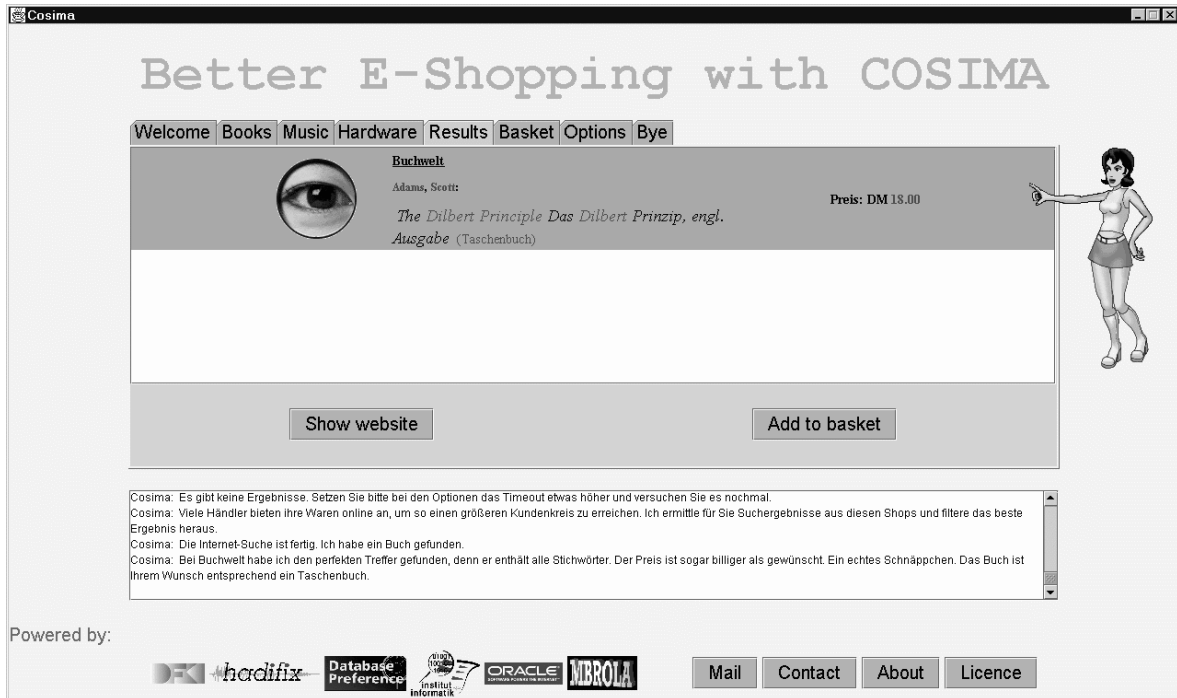 Cosima
Better E-Shopping with COSIMA
Welcome Books Music Hardware Results Basket Options Bye
Buchwelt
Adams, Scott:
The Dilbert Principle Das Dilbert Prinzip, engl.
Ausgabe (Taschenbuch)
Preis: DM 18.00
Show website Add to basket
Cosima: Es gibt keine Ergebnisse. Setzen Sie bitte bei den Optionen das Timeout etwas höher und versuchen Sie es nochmal.
Cosima: Viele Händler bieten ihre Waren online an, um so einen größeren Kundenkreis zu erreichen. Ich ermittle für Sie Suchergebnisse aus diesen Shops und filtere das beste
Ergebnis heraus.
Cosima: Die Internet-Suche ist fertig. Ich habe ein Buch gefunden.
Cosima: Bei Buchwelt habe ich den perfekten Treffer gefunden, denn er enthält alle Stichwörter. Der Preis ist sogar billiger als gewünscht. Ein echtes Schnäppchen. Das Buch ist
Ihrem Wunsch entsprechend ein Taschenbuch.
Powered by:
hadifix
Database
Preference
institut
informatik
ORACLE
SOFTWARE POWERS THE INTERNET
MBROLA
Mail Contact About Licence